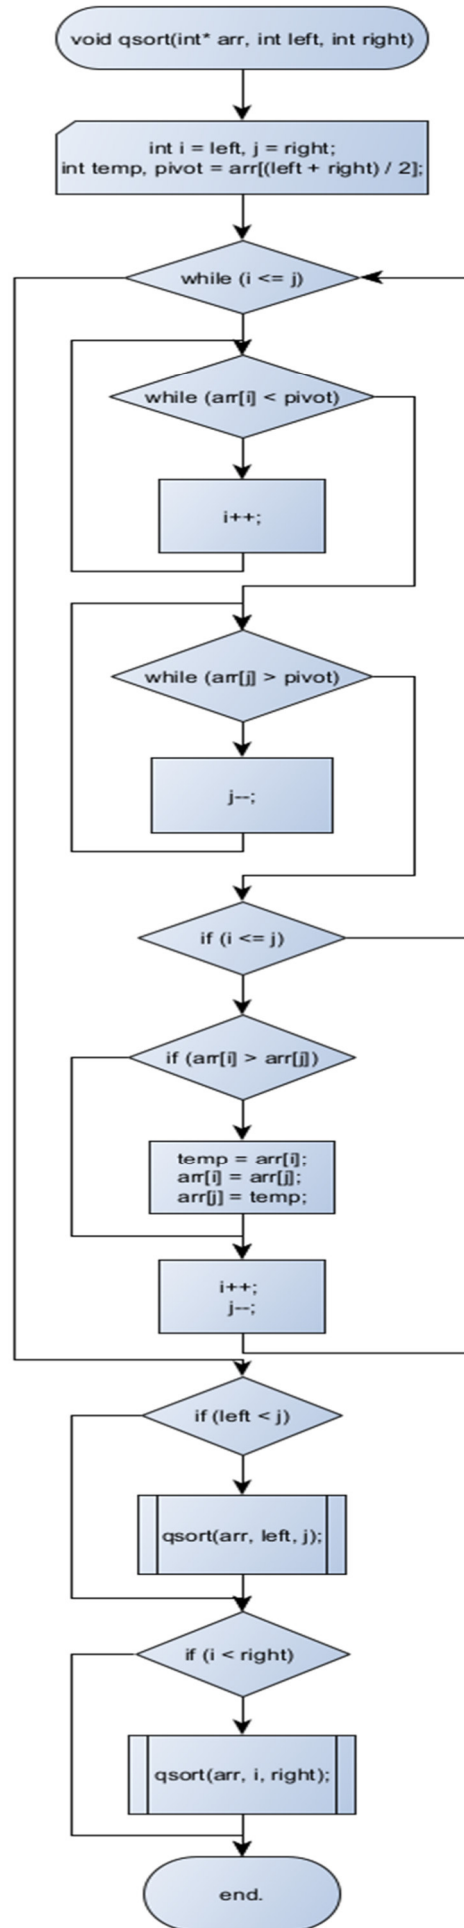 void qsort(int* arr, int left, int right)
int i = left, j = right;
int temp, pivot = arr[(left + right) / 2];
while (i <= j)
while (arr[i] < pivot)
i++;
while (arr[j] > pivot)
j--;
if (i <= j)
if (arr[i] > arr[j])
temp = arr[i];
arr[i] = arr[j];
arr[j] = temp;
i++;
j--;
if (left < j)
qsort(arr, left, j);
if (i < right)
qsort(arr, i, right);
end.